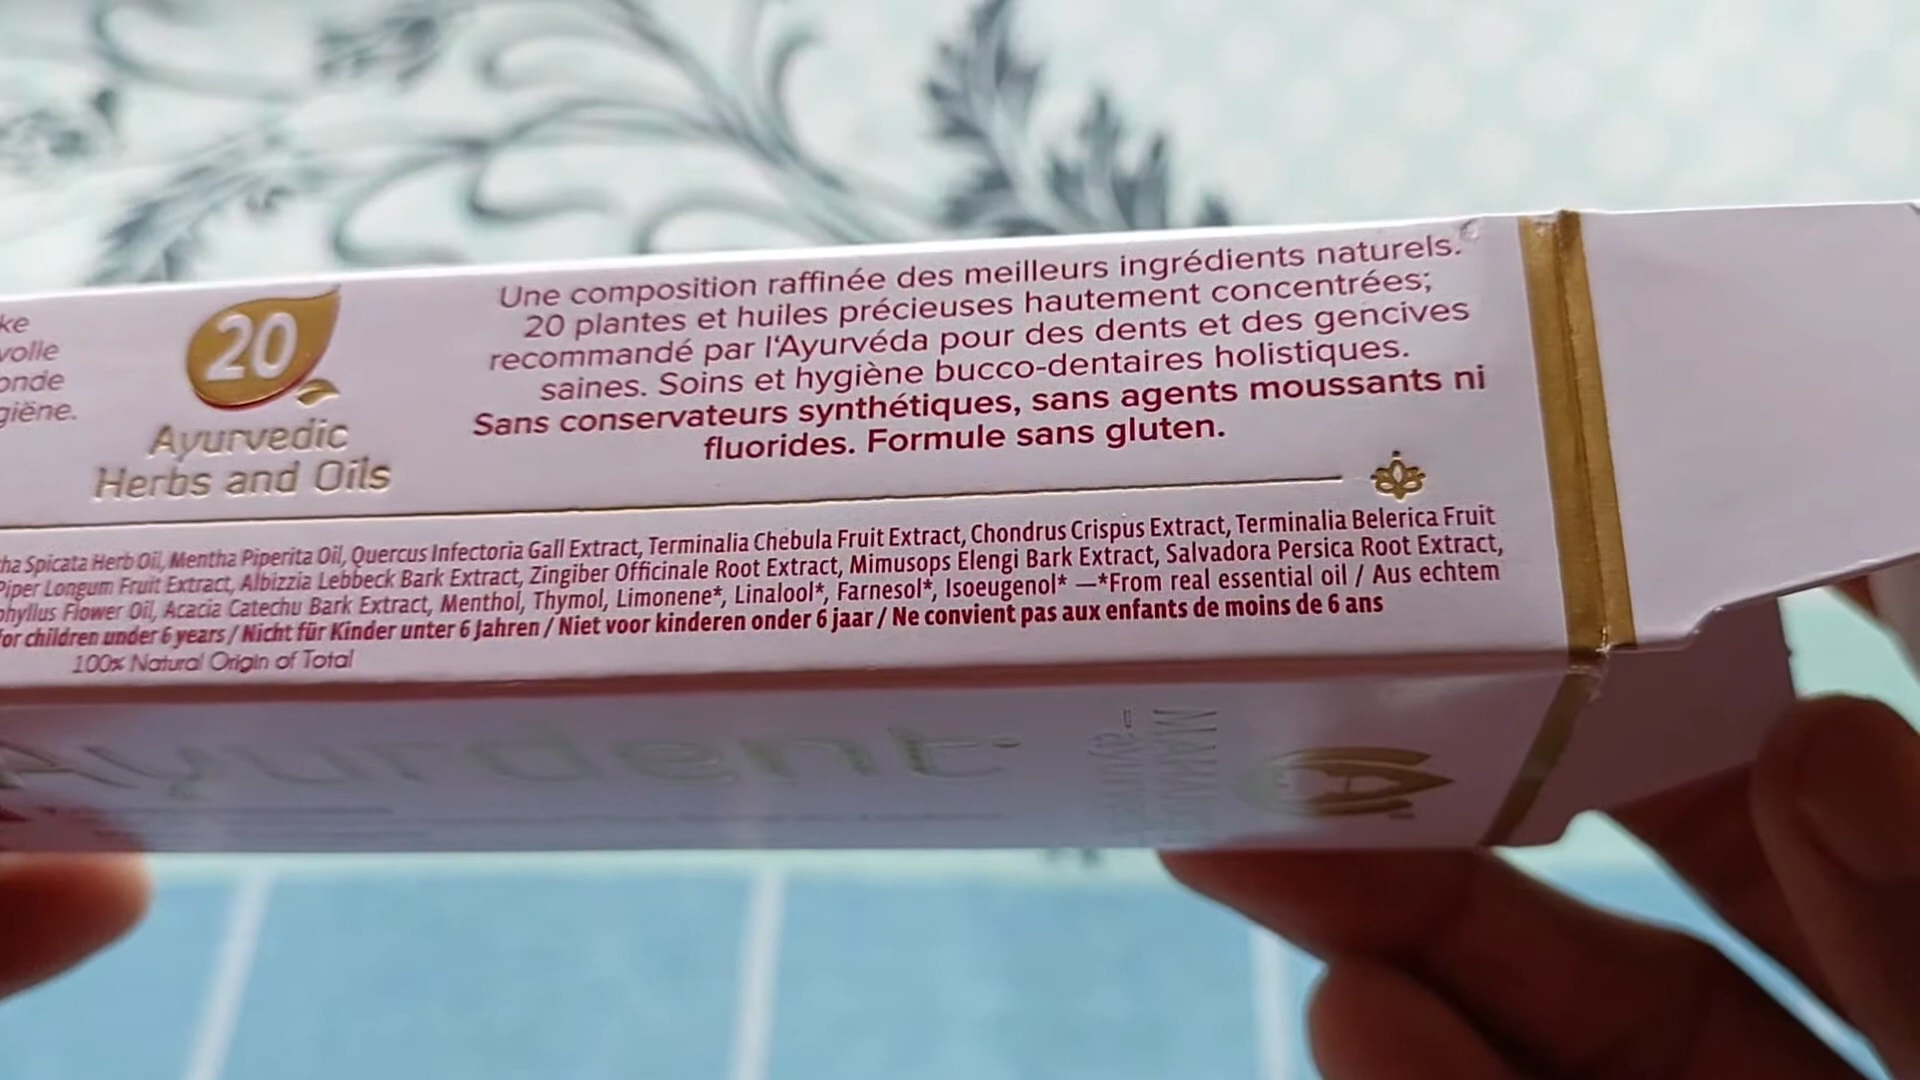 ke
volle
onde
giëne.
20
Ayurvedic
Herbs and Oils
Une composition raffinée des meilleurs ingrédients naturels.
20 plantes et huiles précieuses hautement concentrées;
recommandé par l'Ayurvéda pour des dents et des gencives
saines. Soins et hygiène bucco-dentaires holistiques.
Sans conservateurs synthétiques, sans agents moussants ni
fluorides. Formule sans gluten.
ha Spicata Herb Oil, Mentha Piperita Oil, Quercus Infectoria Gall Extract, Terminalia Chebula Fruit Extract, Chondrus Crispus Extract, Terminalia Belerica Fruit
Piper Longum Fruit Extract, Albizzia Lebbeck Bark Extract, Zingiber Officinale Root Extract, Mimusops Elengi Bark Extract, Salvadora Persica Root Extract,
phyllus Flower Oil, Acacia Catechu Bark Extract, Menthol, Thymol, Limonene*, Linalool*, Farnesol*, Isoeugenol* —*From real essential oil / Aus echtem
for children under 6 years / Nicht für Kinder unter 6 Jahren / Niet voor kinderen onder 6 jaar / Ne convient pas aux enfants de moins de 6 ans
100% Natural Origin of Total
Ayurdent